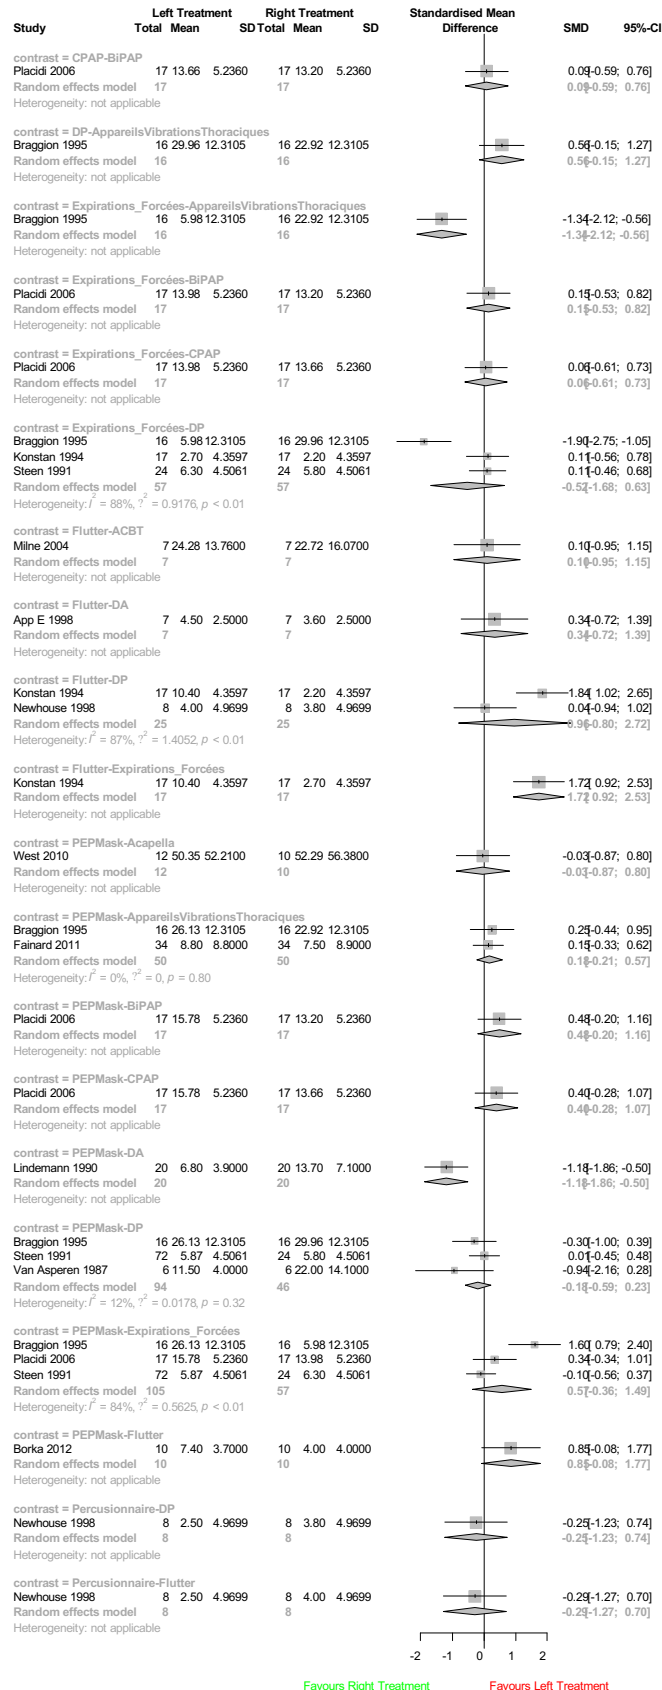 Left Treatment Right Treatment Standardised Mean
Study Total Mean SD Total Mean SD Difference SMD 95%-CI
contrast = CPAP-BiPAP
Placidi 2006 17 13.66 5.2360 17 13.20 5.2360 0.09 [-0.59; 0.76]
Random effects model 17 17 0.09 [-0.59; 0.76]
Heterogeneity: not applicable
contrast = DP-AppareilsVibrationsThoraciques
Braggion 1995 16 29.96 12.3105 16 22.92 12.3105 0.56 [-0.15; 1.27]
Random effects model 16 16 0.56 [-0.15; 1.27]
Heterogeneity: not applicable
contrast = Expirations_Forcées-AppareilsVibrationsThoraciques
Braggion 1995 16 5.98 12.3105 16 22.92 12.3105 -1.34 [-2.12; -0.56]
Random effects model 16 16 -1.34 [-2.12; -0.56]
Heterogeneity: not applicable
contrast = Expirations_Forcées-BiPAP
Placidi 2006 17 13.98 5.2360 17 13.20 5.2360 0.15 [-0.53; 0.82]
Random effects model 17 17 0.15 [-0.53; 0.82]
Heterogeneity: not applicable
contrast = Expirations_Forcées-CPAP
Placidi 2006 17 13.98 5.2360 17 13.66 5.2360 0.06 [-0.61; 0.73]
Random effects model 17 17 0.06 [-0.61; 0.73]
Heterogeneity: not applicable
contrast = Expirations_Forcées-DP
Braggion 1995 16 5.98 12.3105 16 29.96 12.3105 -1.90 [-2.75; -1.05]
Konstan 1994 17 2.70 4.3597 17 2.20 4.3597 0.11 [-0.56; 0.78]
Steen 1991 24 6.30 4.5061 24 5.80 4.5061 0.11 [-0.46; 0.68]
Random effects model 57 57 -0.52 [-1.68; 0.63]
Heterogeneity: I² = 88%, ?² = 0.9176, p < 0.01
contrast = Flutter-ACBT
Milne 2004 7 24.28 13.7600 7 22.72 16.0700 0.10 [-0.95; 1.15]
Random effects model 7 7 0.10 [-0.95; 1.15]
Heterogeneity: not applicable
contrast = Flutter-DA
App E 1998 7 4.50 2.5000 7 3.60 2.5000 0.34 [-0.72; 1.39]
Random effects model 7 7 0.34 [-0.72; 1.39]
Heterogeneity: not applicable
contrast = Flutter-DP
Konstan 1994 17 10.40 4.3597 17 2.20 4.3597 1.84 [ 1.02; 2.65]
Newhouse 1998 8 4.00 4.9699 8 3.80 4.9699 0.04 [-0.94; 1.02]
Random effects model 25 25 0.96 [-0.80; 2.72]
Heterogeneity: I² = 87%, ?² = 1.4052, p < 0.01
contrast = Flutter-Expirations_Forcées
Konstan 1994 17 10.40 4.3597 17 2.70 4.3597 1.72 [ 0.92; 2.53]
Random effects model 17 17 1.72 [ 0.92; 2.53]
Heterogeneity: not applicable
contrast = PEPMask-Acapella
West 2010 12 50.35 52.2100 10 52.29 56.3800 -0.03 [-0.87; 0.80]
Random effects model 12 10 -0.03 [-0.87; 0.80]
Heterogeneity: not applicable
contrast = PEPMask-AppareilsVibrationsThoraciques
Braggion 1995 16 26.13 12.3105 16 22.92 12.3105 0.25 [-0.44; 0.95]
Fainard 2011 34 8.80 8.8000 34 7.50 8.9000 0.15 [-0.33; 0.62]
Random effects model 50 50 0.18 [-0.21; 0.57]
Heterogeneity: I² = 0%, ?² = 0, p = 0.80
contrast = PEPMask-BiPAP
Placidi 2006 17 15.78 5.2360 17 13.20 5.2360 0.48 [-0.20; 1.16]
Random effects model 17 17 0.48 [-0.20; 1.16]
Heterogeneity: not applicable
contrast = PEPMask-CPAP
Placidi 2006 17 15.78 5.2360 17 13.66 5.2360 0.40 [-0.28; 1.07]
Random effects model 17 17 0.40 [-0.28; 1.07]
Heterogeneity: not applicable
contrast = PEPMask-DA
Lindemann 1990 20 6.80 3.9000 20 13.70 7.1000 -1.18 [-1.86; -0.50]
Random effects model 20 20 -1.18 [-1.86; -0.50]
Heterogeneity: not applicable
contrast = PEPMask-DP
Braggion 1995 16 26.13 12.3105 16 29.96 12.3105 -0.30 [-1.00; 0.39]
Steen 1991 72 5.87 4.5061 24 5.80 4.5061 0.01 [-0.45; 0.48]
Van Asperen 1987 6 11.50 4.0000 6 22.00 14.1000 -0.94 [-2.16; 0.28]
Random effects model 94 46 -0.18 [-0.59; 0.23]
Heterogeneity: I² = 12%, ?² = 0.0178, p = 0.32
contrast = PEPMask-Expirations_Forcées
Braggion 1995 16 26.13 12.3105 16 5.98 12.3105 1.60 [ 0.79; 2.40]
Placidi 2006 17 15.78 5.2360 17 13.98 5.2360 0.34 [-0.34; 1.01]
Steen 1991 72 5.87 4.5061 24 6.30 4.5061 -0.10 [-0.56; 0.37]
Random effects model 105 57 0.57 [-0.36; 1.49]
Heterogeneity: I² = 84%, ?² = 0.5625, p < 0.01
contrast = PEPMask-Flutter
Borka 2012 10 7.40 3.7000 10 4.00 4.0000 0.85 [-0.08; 1.77]
Random effects model 10 10 0.85 [-0.08; 1.77]
Heterogeneity: not applicable
contrast = Percusionnaire-DP
Newhouse 1998 8 2.50 4.9699 8 3.80 4.9699 -0.25 [-1.23; 0.74]
Random effects model 8 8 -0.25 [-1.23; 0.74]
Heterogeneity: not applicable
contrast = Percusionnaire-Flutter
Newhouse 1998 8 2.50 4.9699 8 4.00 4.9699 -0.29 [-1.27; 0.70]
Random effects model 8 8 -0.29 [-1.27; 0.70]
Heterogeneity: not applicable
-2 -1 0 1 2
Favours Right Treatment Favours Left Treatment